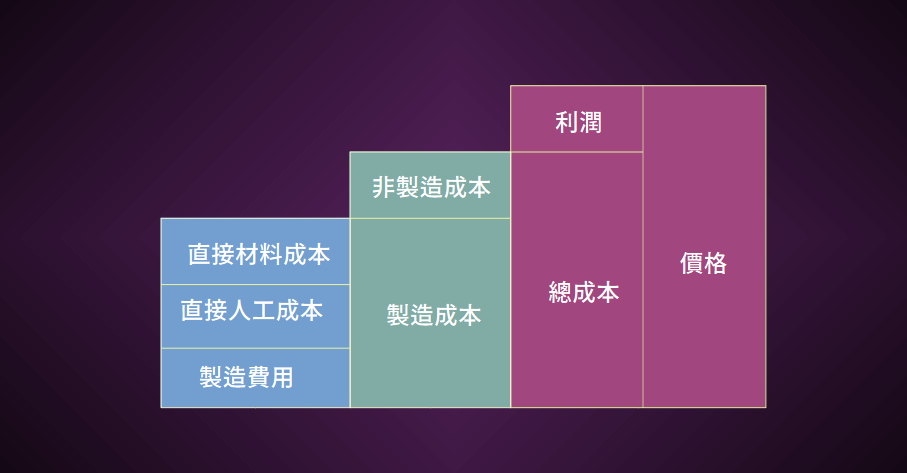 利潤
非製造成本
直接材料成本
價格
總成本
直接人工成本
製造成本
製造費用